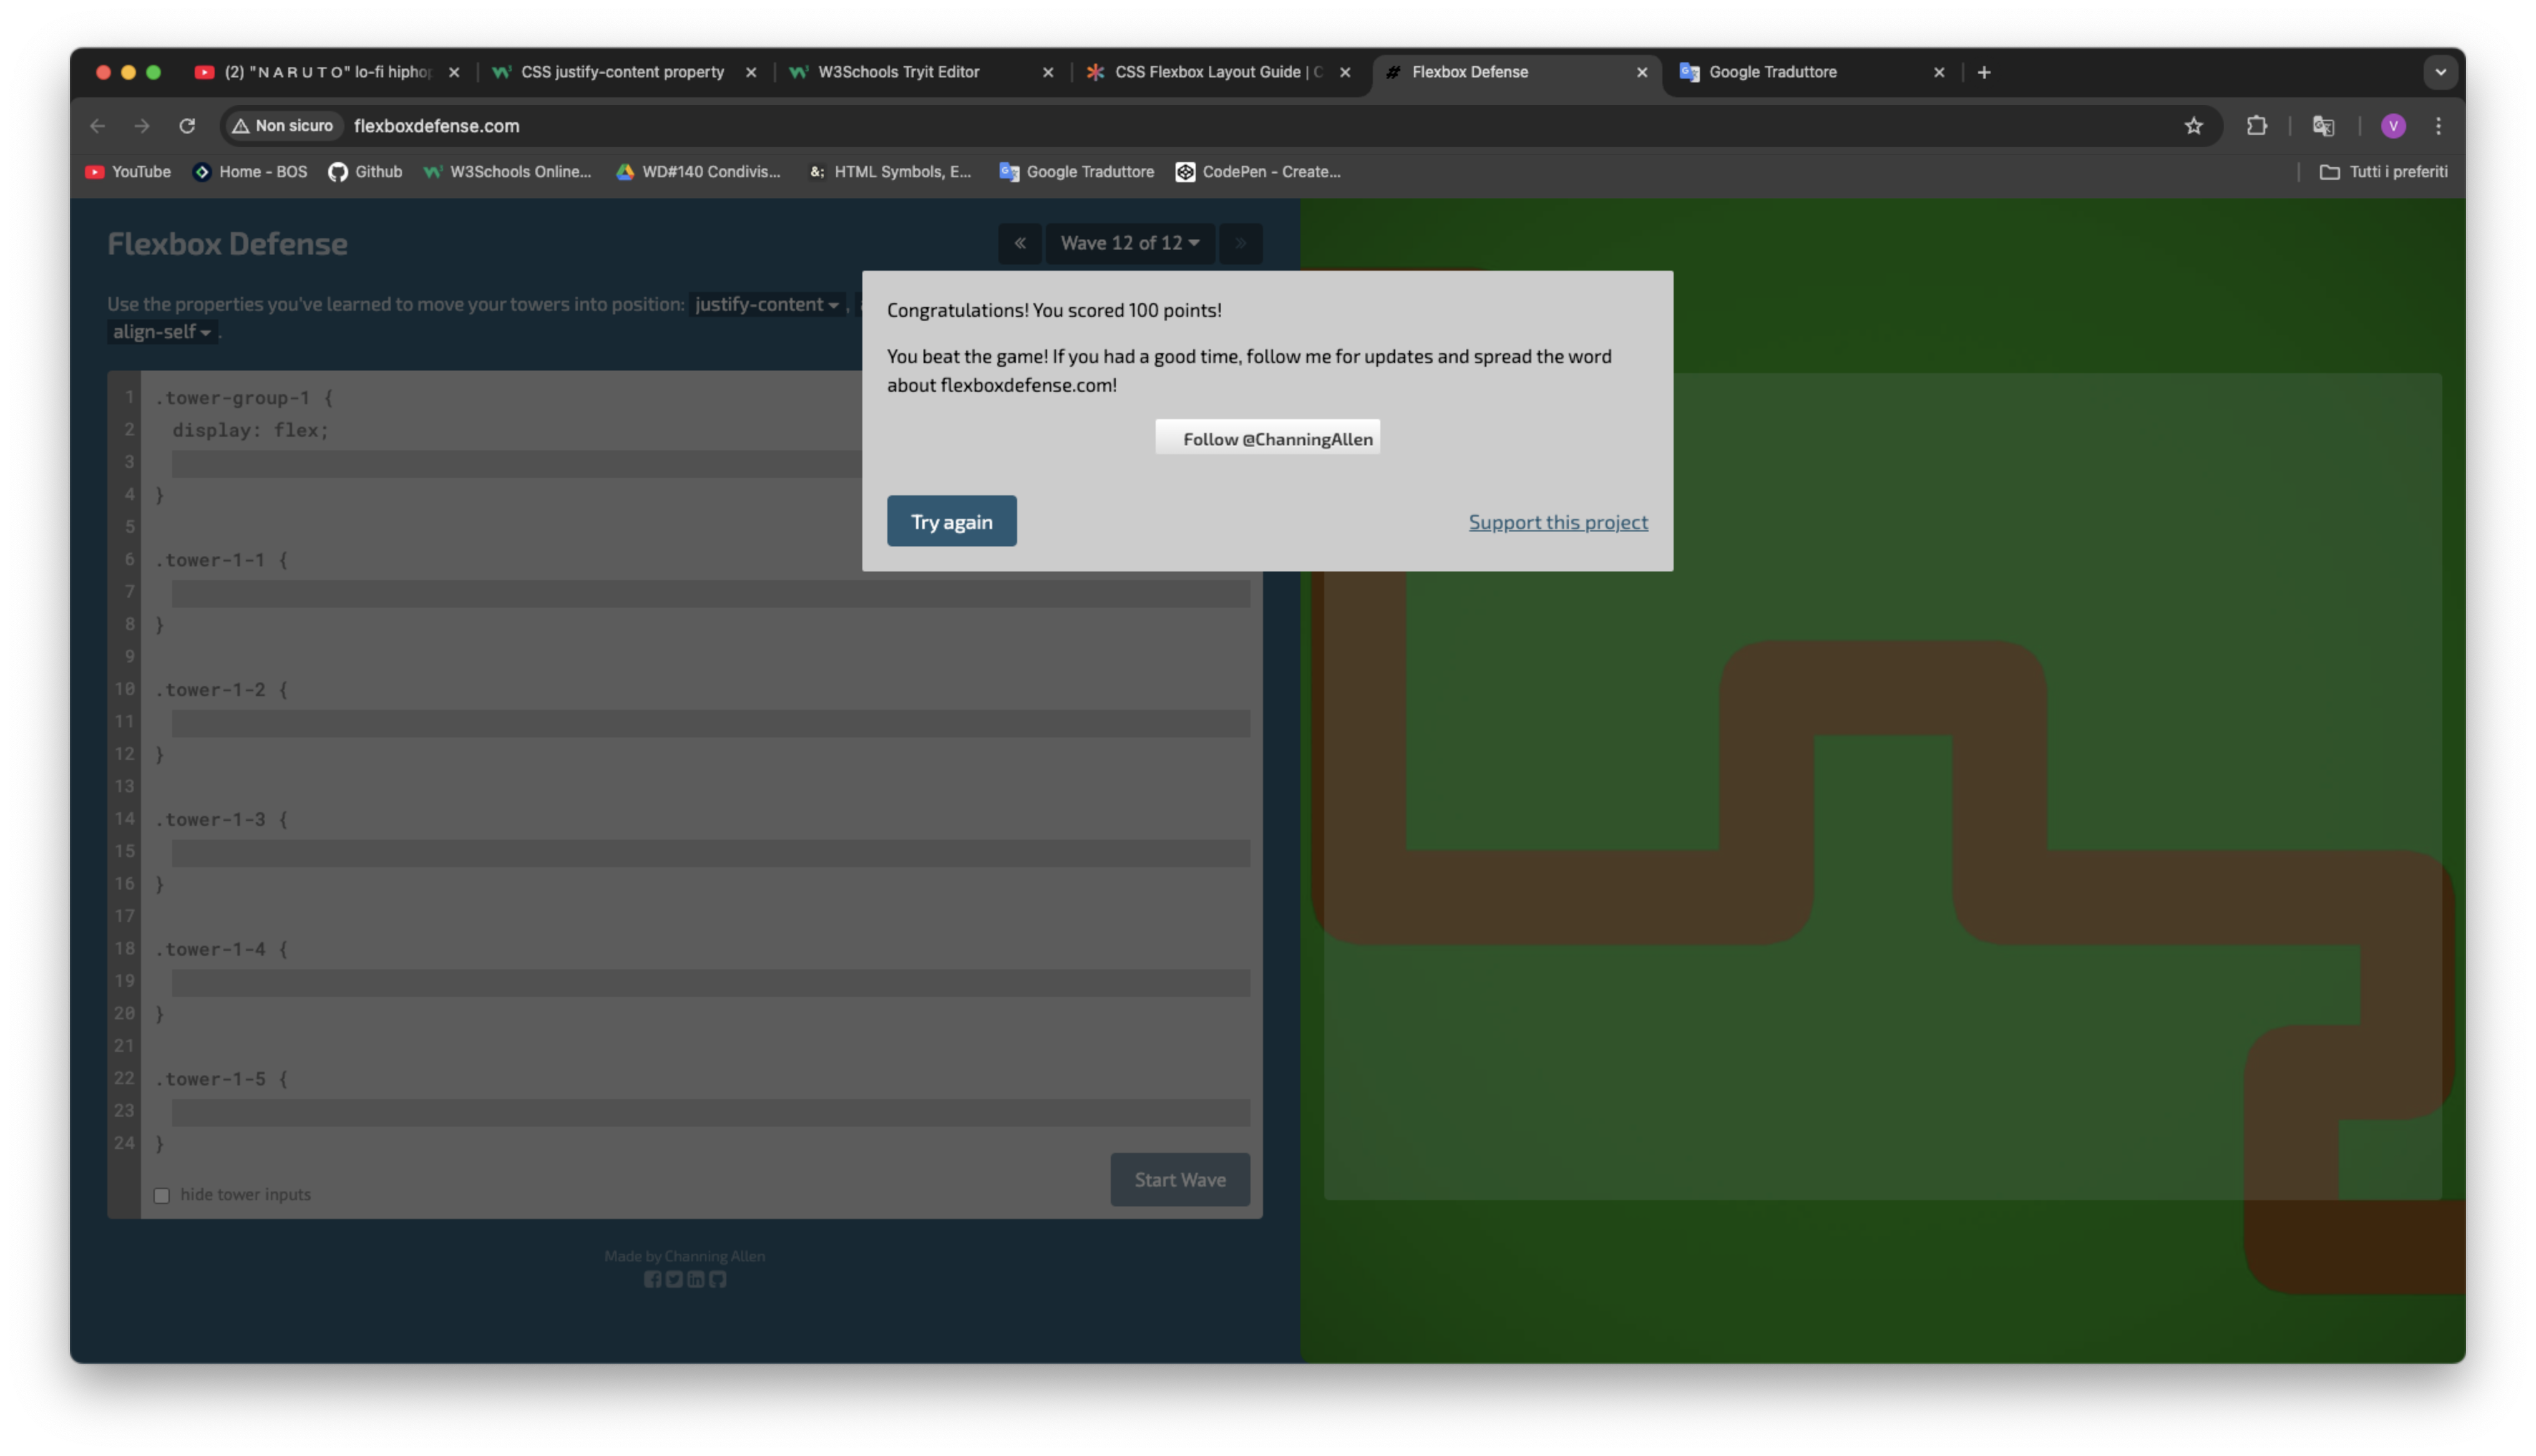 (2) "N A R U T O" lo-fi hiphop
CSS justify-content property
W3Schools Tryit Editor
CSS Flexbox Layout Guide | C
Flexbox Defense
Google Traduttore
Non sicuro
flexboxdefense.com
V
YouTube
Home - BOS
Github
W3Schools Online...
WD#140 Condivis...
&; HTML Symbols, E...
Google Traduttore
CodePen - Create...
Tutti i preferiti
Flexbox Defense
« Wave 12 of 12 »
Use the properties you've learned to move your towers into position: justify-content ,
align-self .
1 .tower-group-1 {
2 display: flex;
3
4 }
5
6 .tower-1-1 {
7
8 }
9
10 .tower-1-2 {
11
12 }
13
14 .tower-1-3 {
15
16 }
17
18 .tower-1-4 {
19
20 }
21
22 .tower-1-5 {
23
24 }
hide tower inputs
Start Wave
Made by Channing Allen
Congratulations! You scored 100 points!
You beat the game! If you had a good time, follow me for updates and spread the word
about flexboxdefense.com!
Follow @ChanningAllen
Try again
Support this project